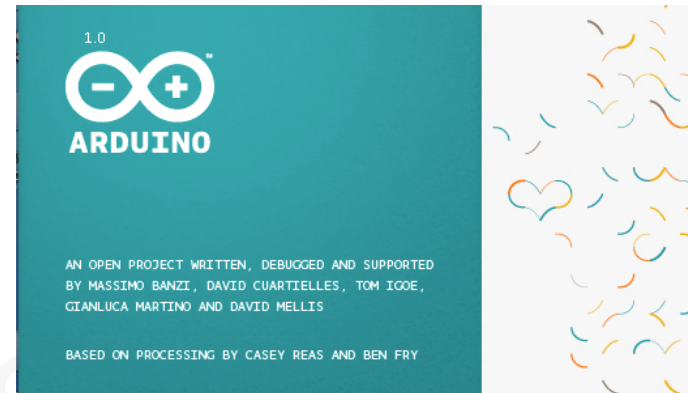 1.0
ARDUINO
AN OPEN PROJECT WRITTEN, DEBUGGED AND SUPPORTED
BY MASSIMO BANZI, DAVID CUARTIELLES, TOM IGOE,
GIANLUCA MARTINO AND DAVID MELLIS
BASED ON PROCESSING BY CASEY REAS AND BEN FRY